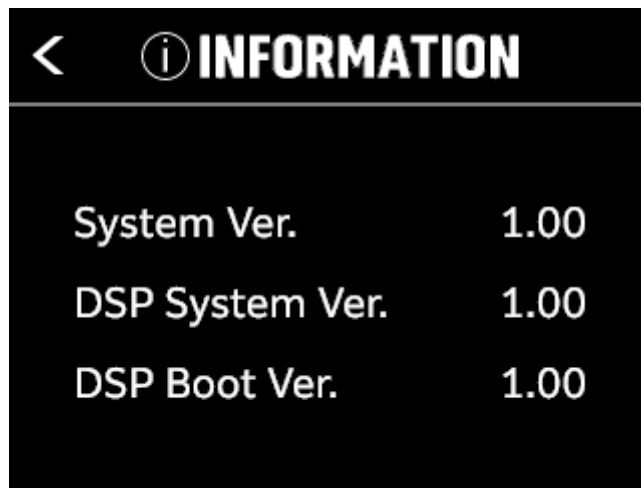 INFORMATION
System Ver. 1.00
DSP System Ver. 1.00
DSP Boot Ver. 1.00